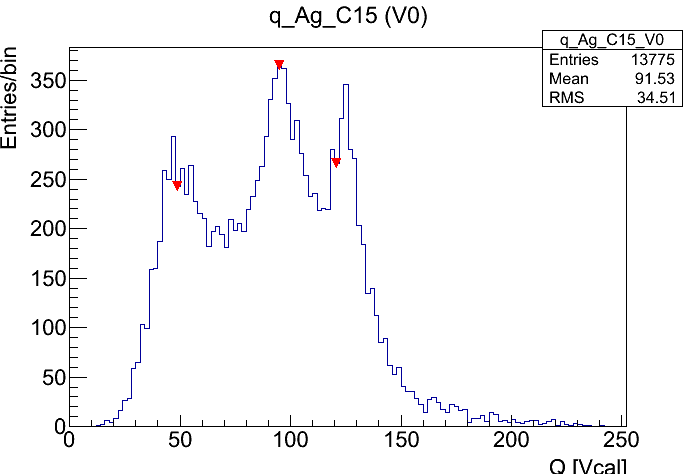 q_Ag_C15 (V0)
q_Ag_C15_V0
Entries 13775
Mean 91.53
RMS 34.51
Entries/bin
350
300
250
200
150
100
50
0
0 50 100 150 200 250
Q [Vcal]